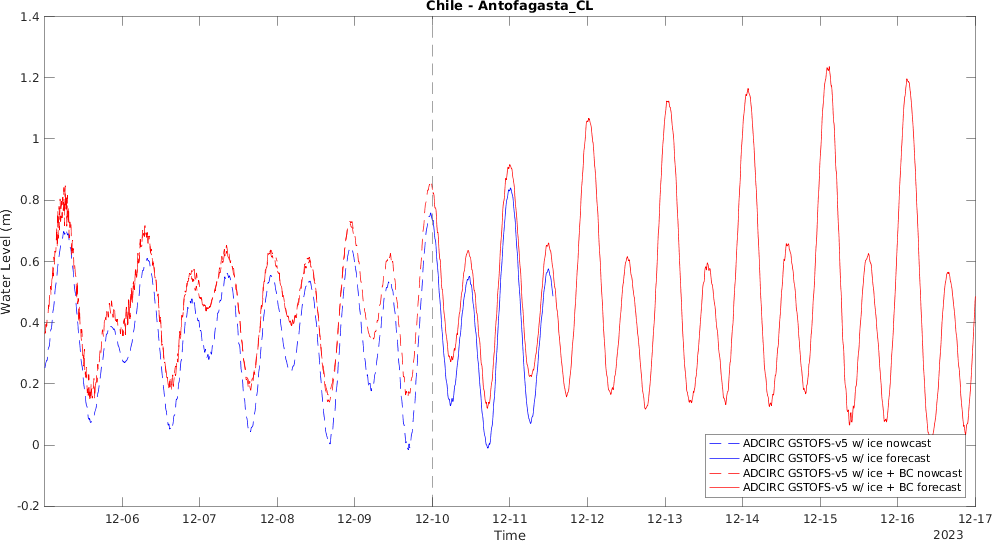 Chile - Antofagasta_CL
1.4
1.2
1
0.8
0.6
0.4
0.2
0
-0.2
Water Level (m)
ADCIRC GSTOFS-v5 w/ ice nowcast
ADCIRC GSTOFS-v5 w/ ice forecast
ADCIRC GSTOFS-v5 w/ ice + BC nowcast
ADCIRC GSTOFS-v5 w/ ice + BC forecast
12-06 12-07 12-08 12-09 12-10 12-11 12-12 12-13 12-14 12-15 12-16 12-17
Time
2023